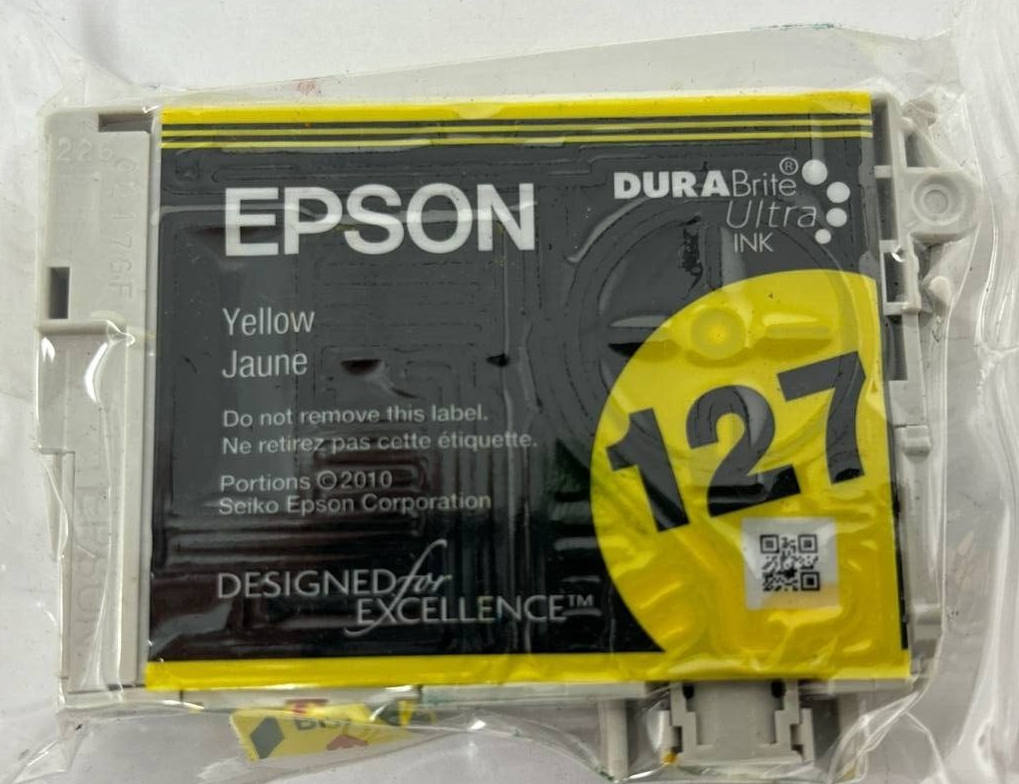 EPSON
DURABrite®
Ultra
INK
Yellow
Jaune
Do not remove this label.
Ne retirez pas cette étiquette.
Portions ©2010
Seiko Epson Corporation
127
DESIGNED for
EXCELLENCE™